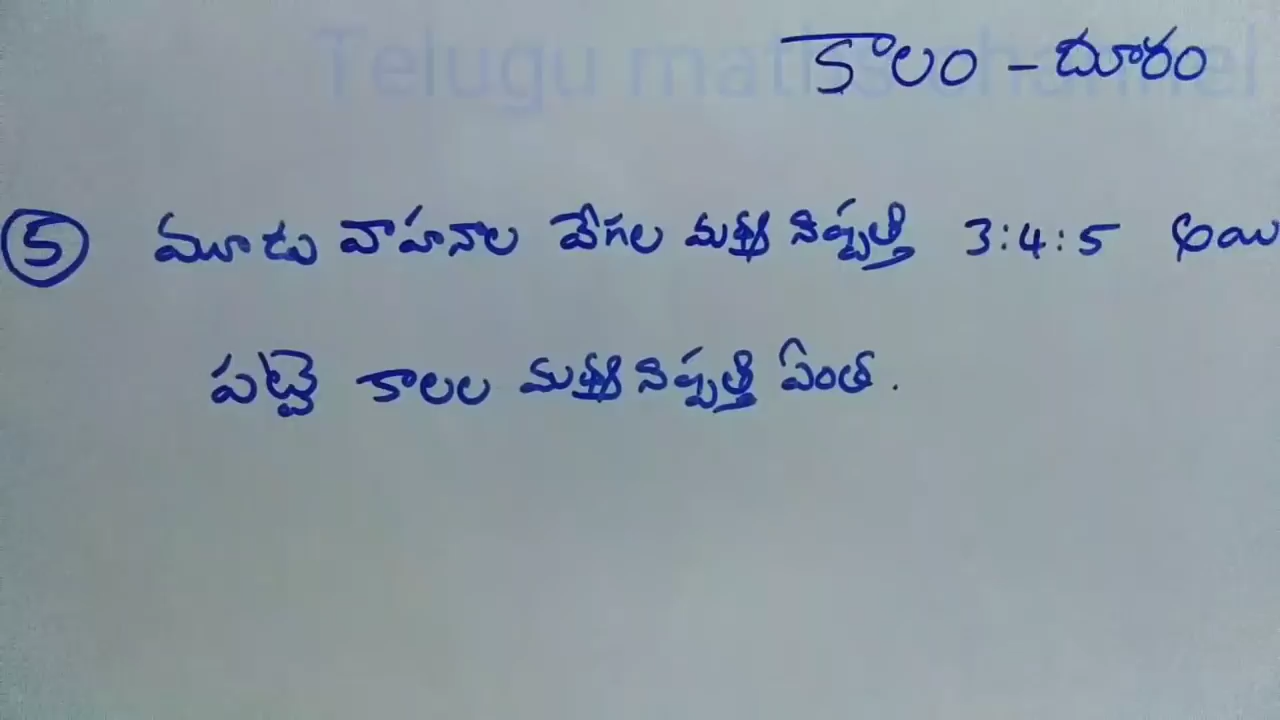 Telugu maths channel
కాలం - దూరం
5 మూడు వాహనాల వేగల మధ్య నిష్పత్తి 3:4:5 అయి
పట్టె కాలల మధ్య నిష్పత్తి ఏంత.